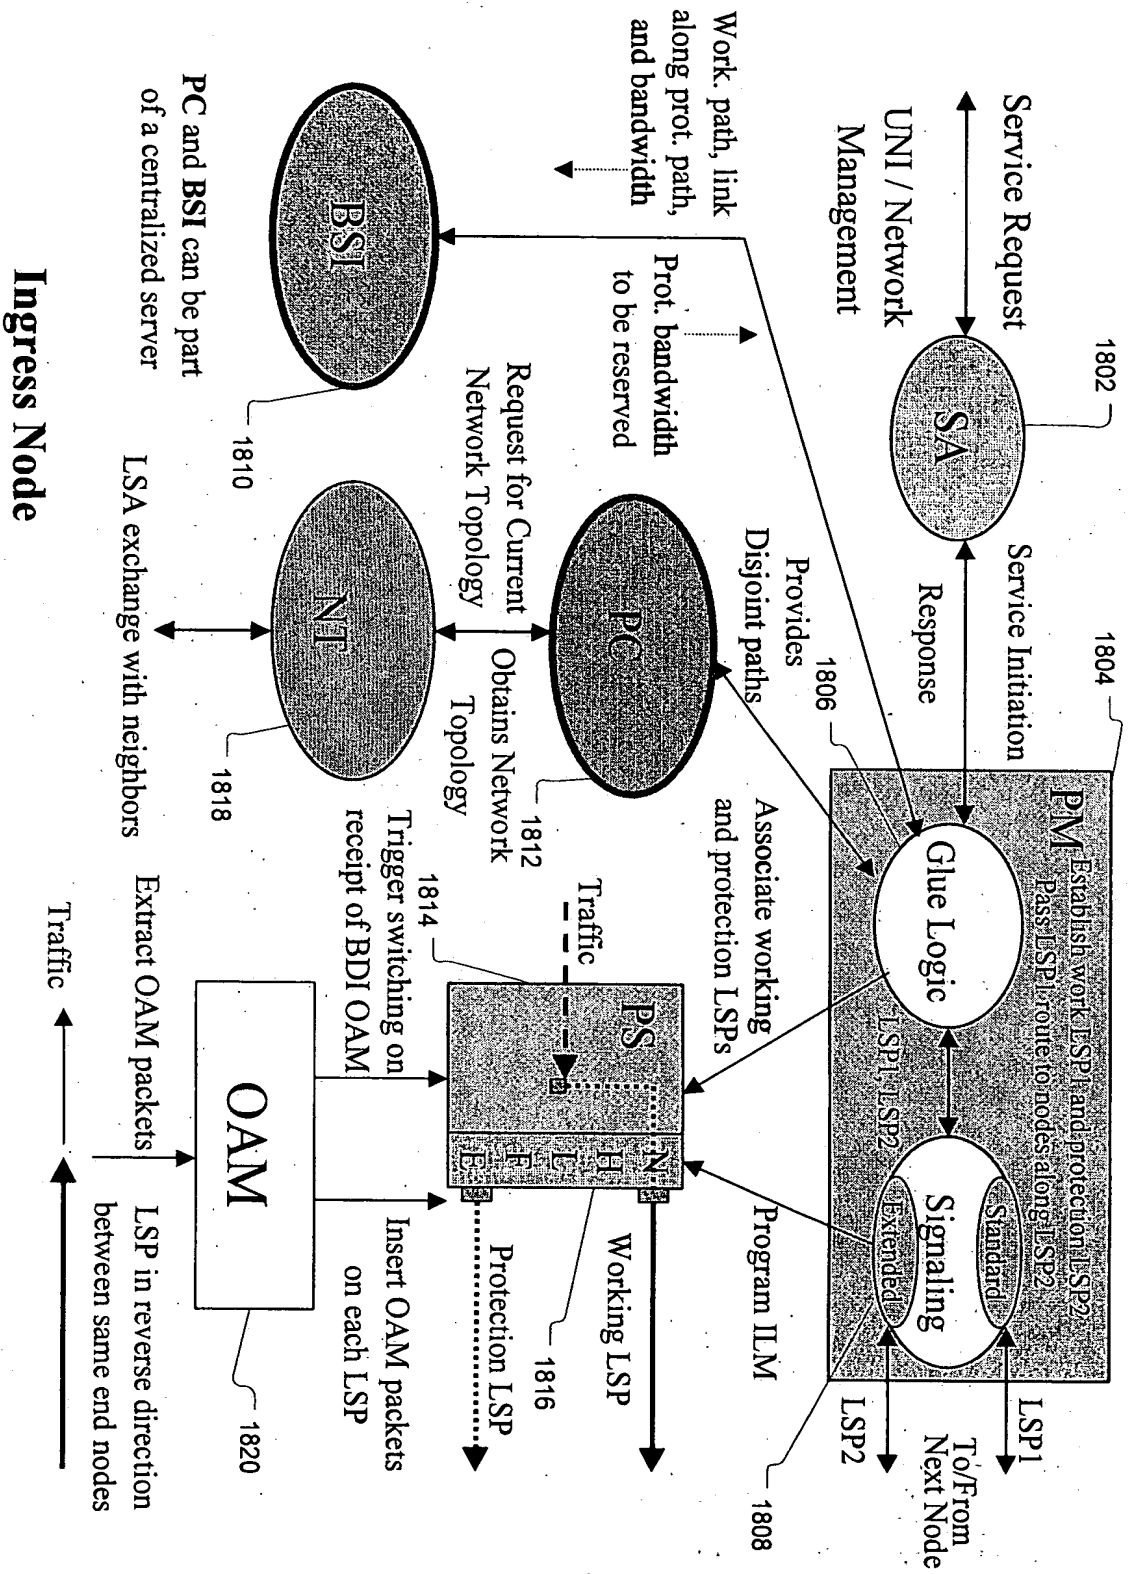 Service Request
UNI / Network
Management
SA
1802
Service Initiation
Response
1804
PM
Establish work LSP1 and protection LSP2
Pass LSP1 route to nodes along LSP2
Glue Logic
1806
LSP1, LSP2
Signaling
Standard
Extended
1808
LSP1
To/From
Next Node
LSP2
Work. path, link
along prot. path,
and bandwidth
Prot. bandwidth
to be reserved
Provides
Disjoint paths
Associate working
and protection LSPs
Program ILM
BSI
1810
PC and BSI can be part
of a centralized server
PC
1812
Request for Current
Network Topology
Obtains Network
Topology
NT
1818
LSA exchange with neighbors
Traffic
PS
1814
N
H
L
F
E
1816
Working LSP
Protection LSP
Trigger switching on
receipt of BDI OAM
Insert OAM packets
on each LSP
OAM
1820
Extract OAM packets
LSP in reverse direction
between same end nodes
Traffic
Ingress Node